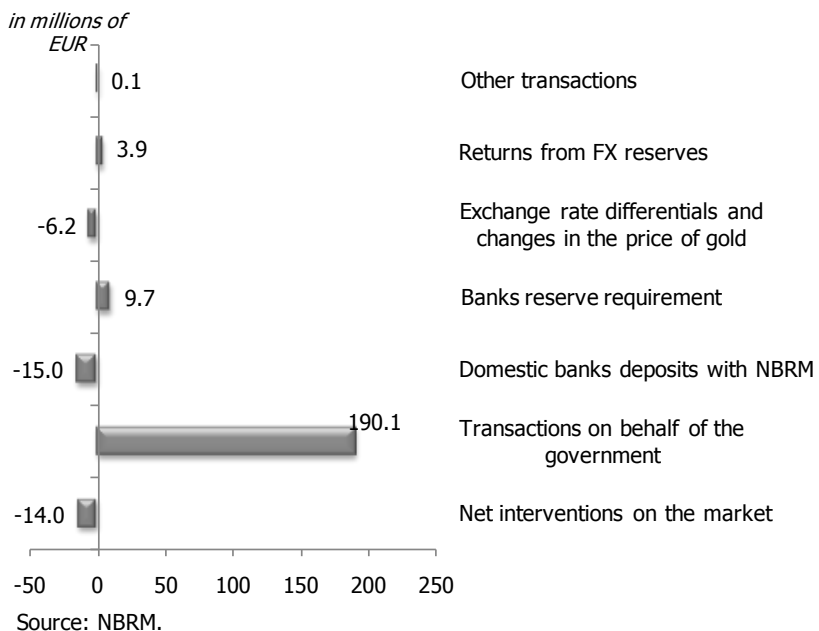 in millions of
EUR
0.1 Other transactions
3.9 Returns from FX reserves
-6.2 Exchange rate differentials and
changes in the price of gold
9.7 Banks reserve requirement
-15.0 Domestic banks deposits with NBRM
190.1 Transactions on behalf of the
government
-14.0 Net interventions on the market
-50 0 50 100 150 200 250
Source: NBRM.